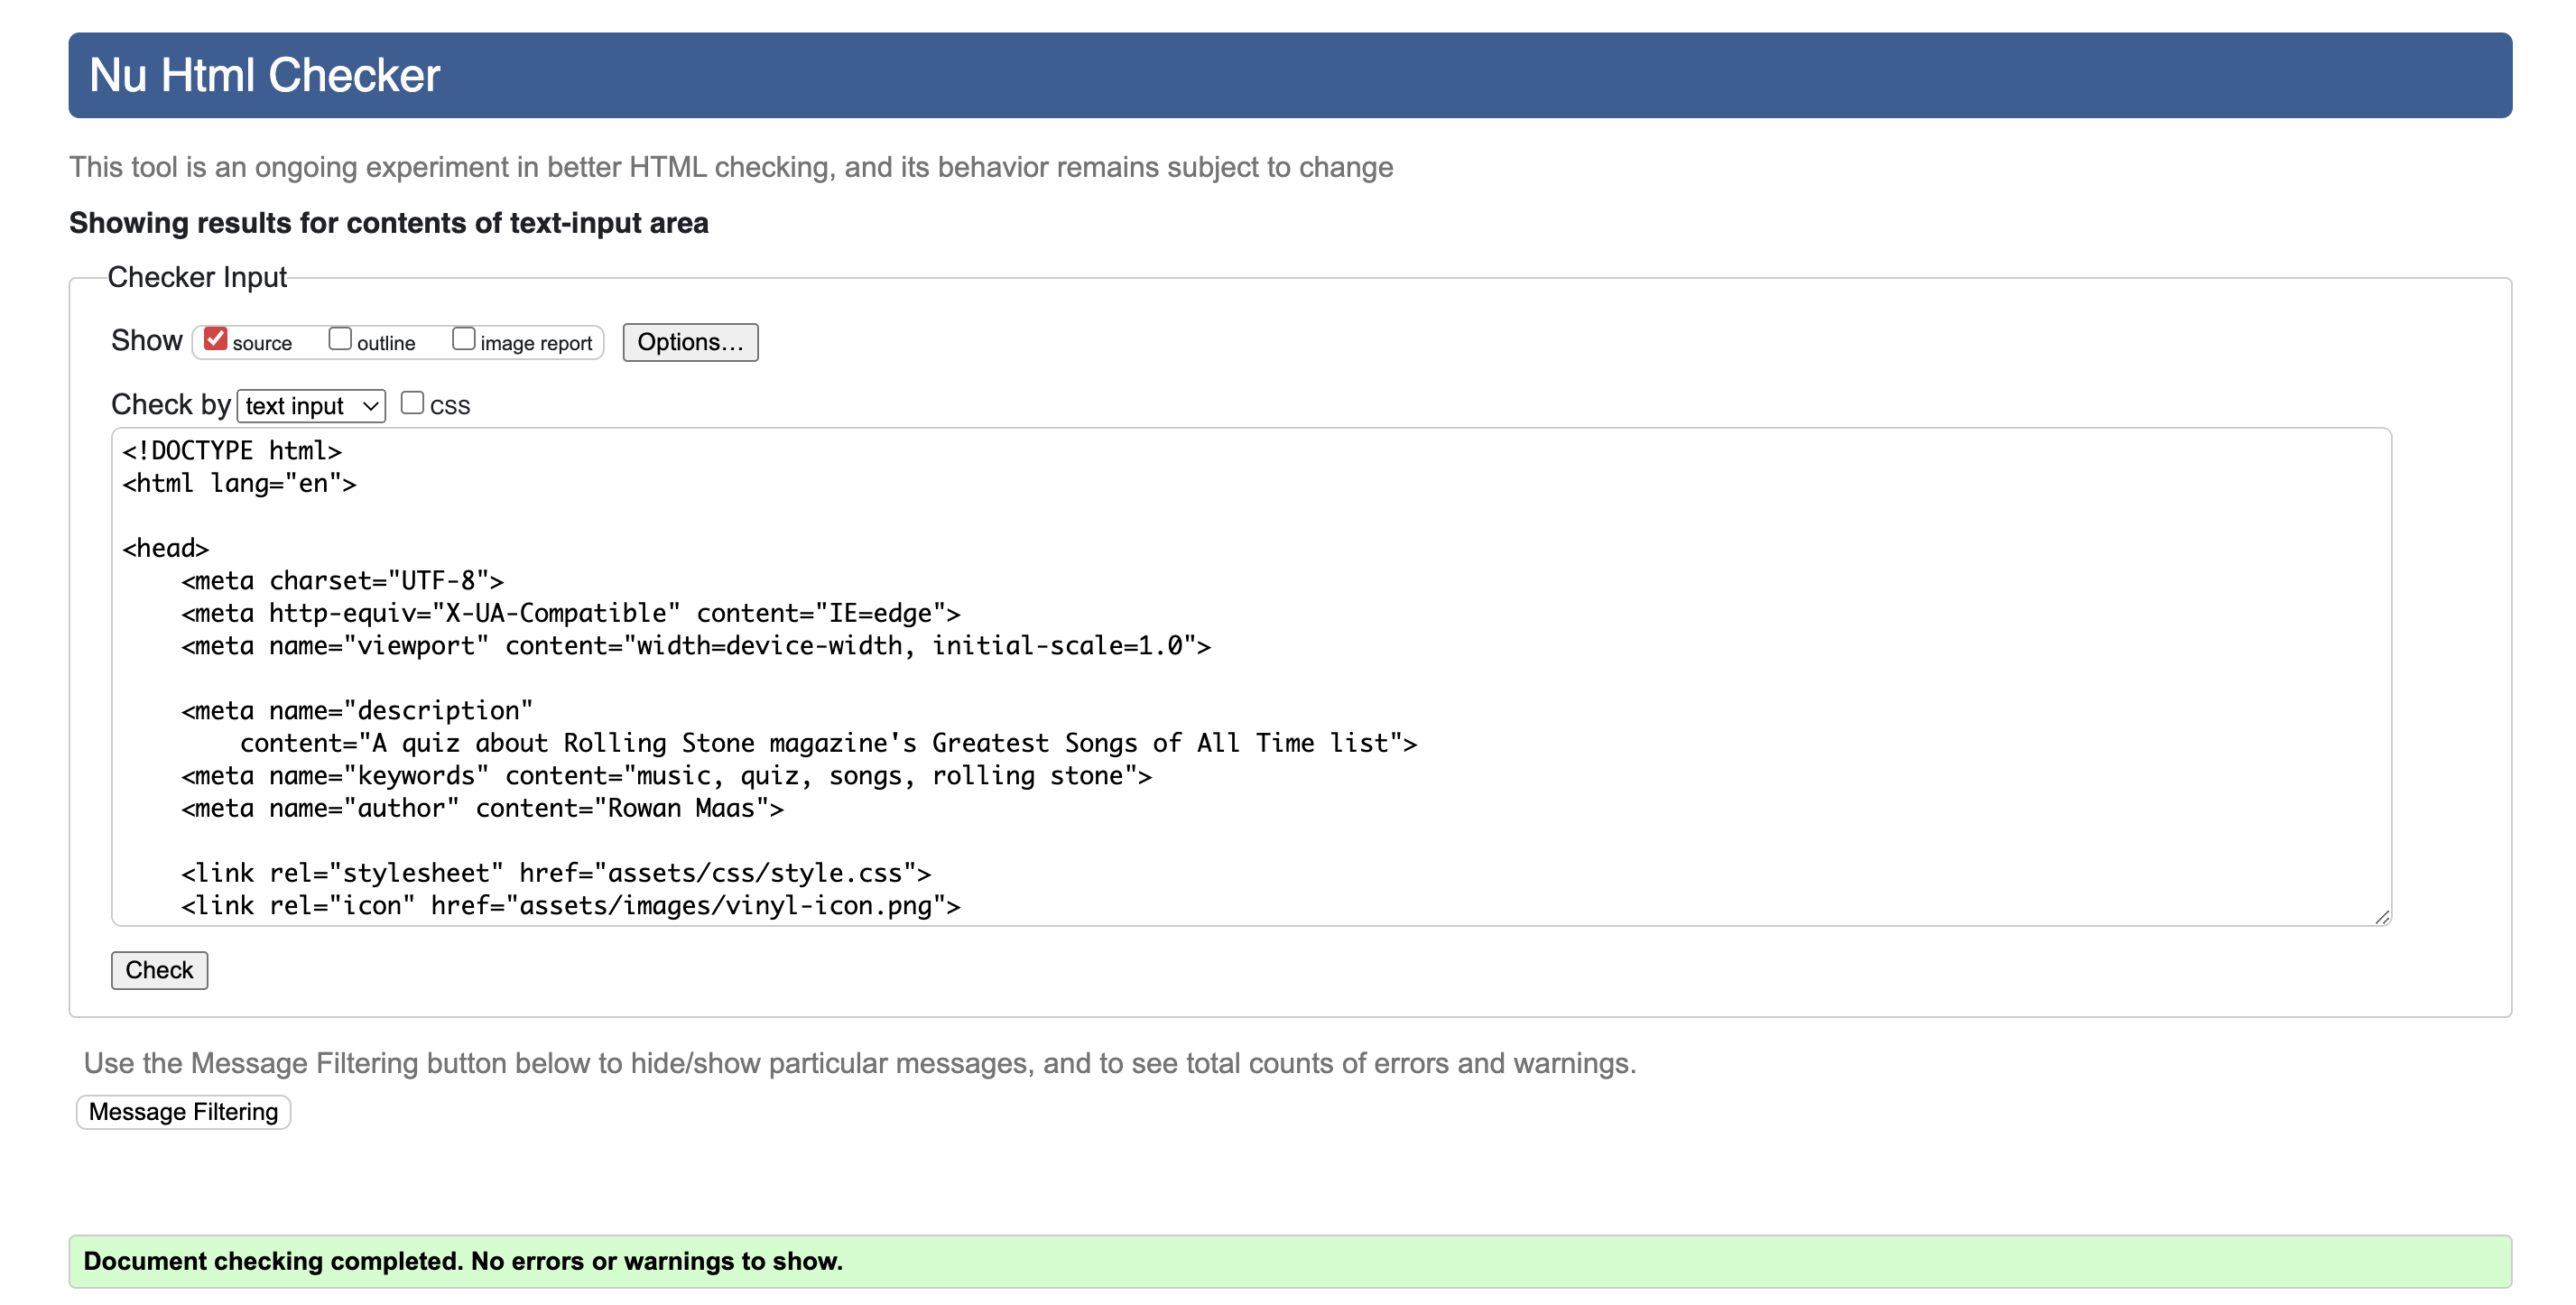 Nu Html Checker
This tool is an ongoing experiment in better HTML checking, and its behavior remains subject to change
Showing results for contents of text-input area
Checker Input
Show source outline image report Options...
Check by text input CSS
<!DOCTYPE html>
<html lang="en">
<head>
    <meta charset="UTF-8">
    <meta http-equiv="X-UA-Compatible" content="IE=edge">
    <meta name="viewport" content="width=device-width, initial-scale=1.0">
    <meta name="description"
        content="A quiz about Rolling Stone magazine's Greatest Songs of All Time list">
    <meta name="keywords" content="music, quiz, songs, rolling stone">
    <meta name="author" content="Rowan Maas">
    <link rel="stylesheet" href="assets/css/style.css">
    <link rel="icon" href="assets/images/vinyl-icon.png">
Check
Use the Message Filtering button below to hide/show particular messages, and to see total counts of errors and warnings.
Message Filtering
Document checking completed. No errors or warnings to show.